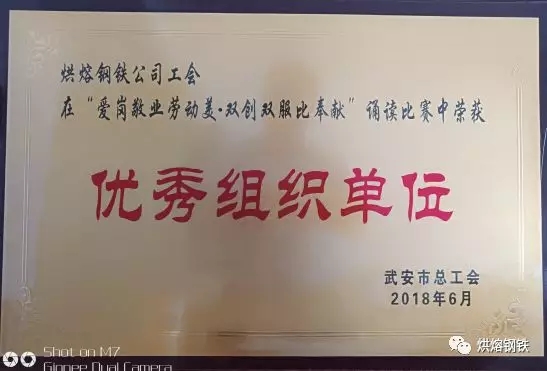 烘熔钢铁公司工会
在“爱岗敬业劳动美·双创双服比奉献”诵读比赛中荣获
优秀组织单位
武安市总工会
2018年6月
烘熔钢铁
Shot on M7
Gionee Dual Camera